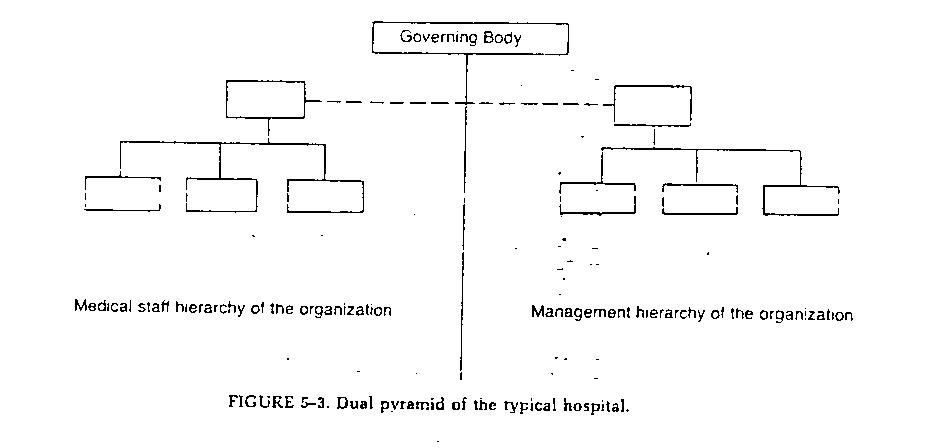 Governing Body
Medical staff hierarchy of the organization
Management hierarchy of the organization
FIGURE 5–3. Dual pyramid of the typical hospital.